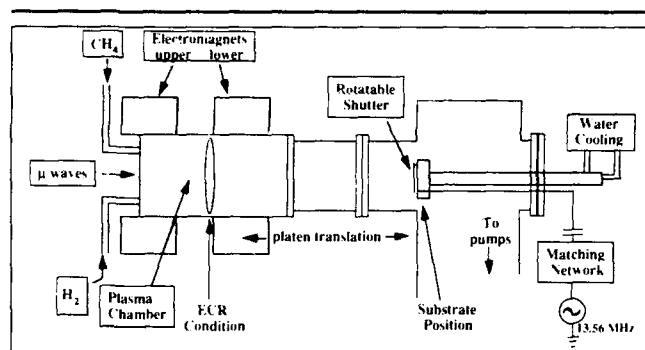 CH4
Electromagnets
upper lower
Rotatable
Shutter
Water
Cooling
μ waves
platen translation
To
pumps
Matching
Network
H2
Plasma
Chamber
ECR
Condition
Substrate
Position
13.56 MHz